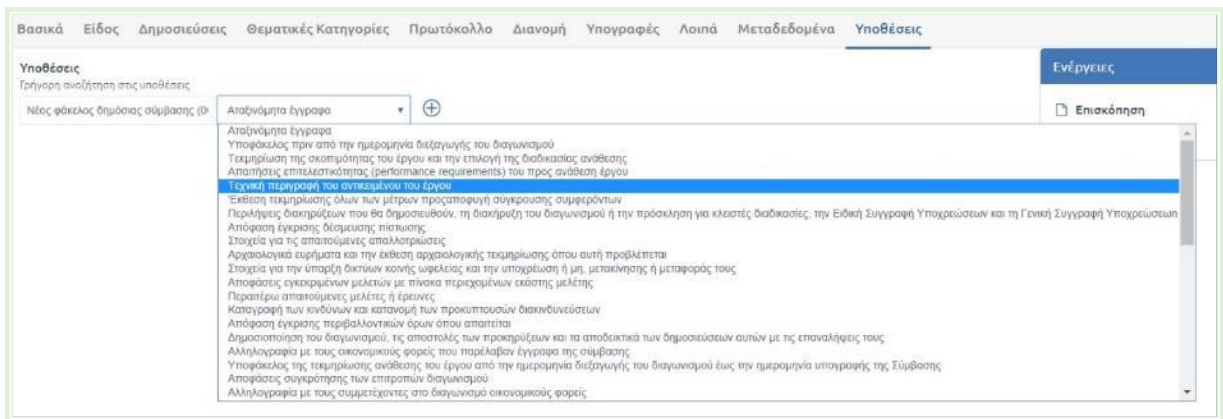 Βασικά Είδος Δημοσιεύσεις Θεματικές Κατηγορίες Πρωτόκολλο Διανομή Υπογραφές Λοιπά Μεταδεδομένα Υποθέσεις
Υποθέσεις
Γρήγορη αναζήτηση στις υποθέσεις
Ενέργειες
Νέος φάκελος δημόσιας σύμβασης (Θ Αταξινόμητα έγγραφα
Επισκόπηση
Αταξινόμητα έγγραφα
Υποφάκελος πριν από την ημερομηνία διεξαγωγής του διαγωνισμού
Τεκμηρίωση της σκοπιμότητας του έργου και την επιλογή της διαδικασίας ανάθεσης
Απαιτήσεις επιτελεστικότητας (performance requirements) του προς ανάθεση έργου
Τεχνική περιγραφή του αντικειμένου του έργου
Έκθεση τεκμηρίωσης όλων των μέτρων προςαποφυγή σύγκρουσης συμφερόντων
Περιλήψεις διακηρύξεων που θα δημοσιευθούν, τη διακήρυξη του διαγωνισμού ή την πρόσκληση για κλειστές διαδικασίες, την Ειδική Συγγραφή Υποχρεώσεων και τη Γενική Συγγραφή Υποχρεώσεων
Απόφαση έγκρισης δέσμευσης πίστωσης
Στοιχεία για τις απαιτούμενες απαλλοτριώσεις
Αρχαιολογικά ευρήματα και την έκθεση αρχαιολογικής τεκμηρίωσης όπου αυτή προβλέπεται
Στοιχεία για την ύπαρξη δικτύων κοινής ωφελείας και την υποχρέωση ή μη, μετακίνησης ή μεταφοράς τους
Αποφάσεις εγκεκριμένων μελετών με πίνακα περιεχομένων εκάστης μελέτης
Περαιτέρω απαιτούμενες μελέτες ή έρευνες
Καταγραφή των κινδύνων και κατανομή των προκυπτουσών διακινδυνεύσεων
Απόφαση έγκρισης περιβαλλοντικών όρων όπου απαιτείται
Δημοσιοποίηση του διαγωνισμού, τις αποστολές των προκηρύξεων και τα αποδεικτικά των δημοσιεύσεων αυτών με τις επαναλήψεις τους
Αλληλογραφία με τους οικονομικούς φορείς που παρέλαβαν έγγραφα της σύμβασης
Υποφάκελος της τεκμηρίωσης ανάθεσης του έργου από την ημερομηνία διεξαγωγής του διαγωνισμού έως την ημερομηνία υπογραφής της Σύμβασης
Αποφάσεις συγκρότησης των επιτροπών διαγωνισμού
Αλληλογραφία με τους συμμετέχοντες στο διαγωνισμό οικονομικούς φορείς